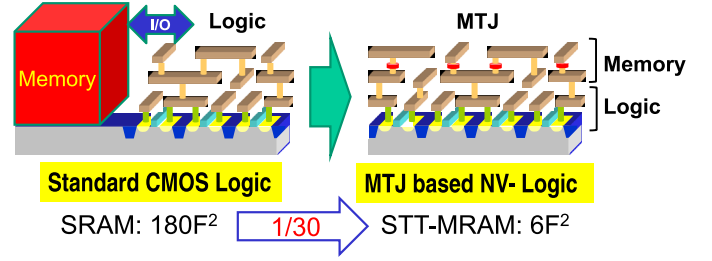 I/O
Logic
MTJ
Memory
Memory
Logic
Standard CMOS Logic
MTJ based NV- Logic
SRAM: 180F²
1/30
STT-MRAM: 6F²